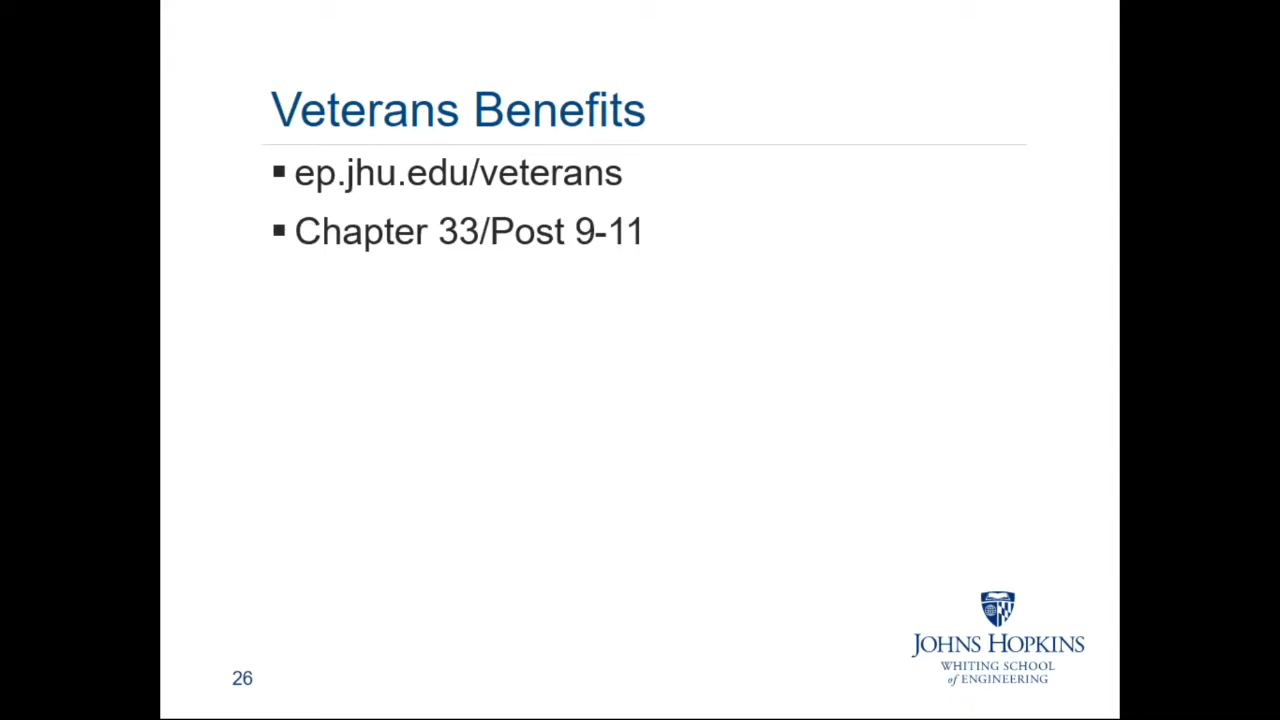 Veterans Benefits
▪ ep.jhu.edu/veterans
▪ Chapter 33/Post 9-11
26
JOHNS HOPKINS
WHITING SCHOOL
of ENGINEERING